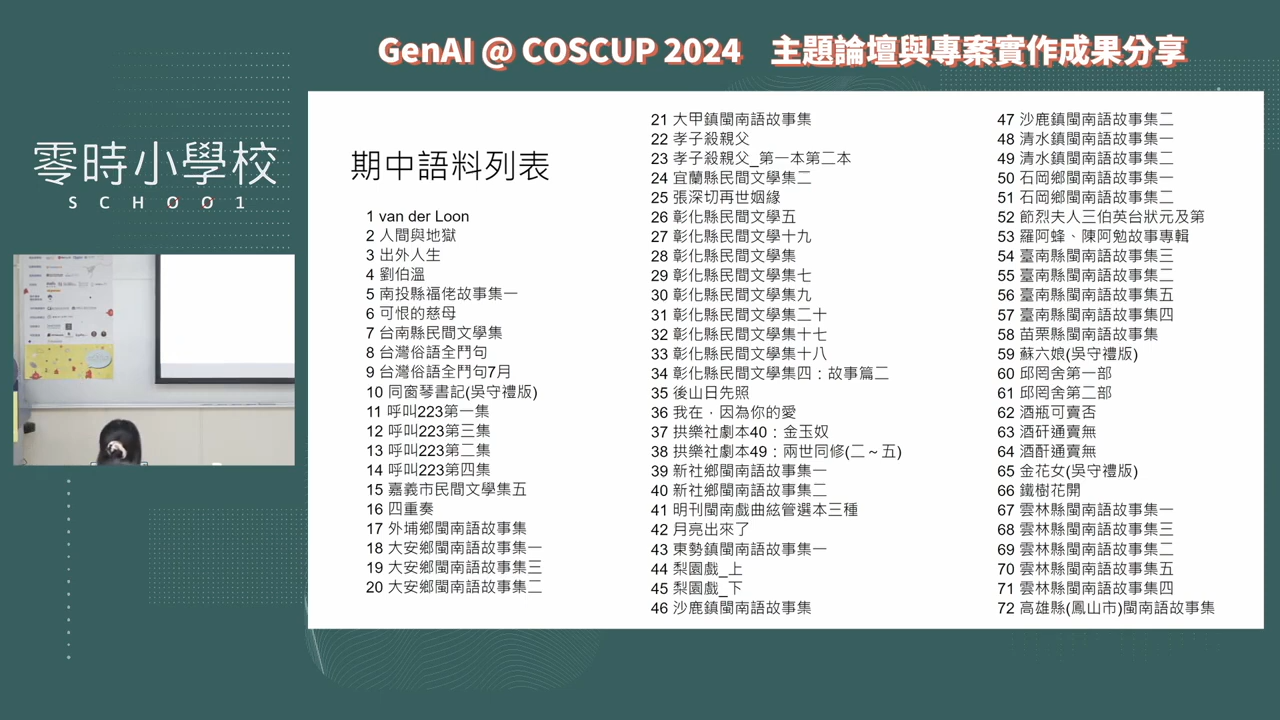 GenAI @ COSCUP 2024 主題論壇與專案實作成果分享
零時小學校
SCHOO1
期中語料列表
1 van der Loon
2 人間與地獄
3 出外人生
4 劉伯溫
5 南投縣福佬故事集一
6 可恨的慈母
7 台南縣民間文學集
8 台灣俗語全鬥句
9 台灣俗語全鬥句7月
10 同窗琴書記(吳守禮版)
11 呼叫223第一集
12 呼叫223第三集
13 呼叫223第二集
14 呼叫223第四集
15 嘉義市民間文學集五
16 四重奏
17 外埔鄉閩南語故事集
18 大安鄉閩南語故事集一
19 大安鄉閩南語故事集三
20 大安鄉閩南語故事集二
21 大甲鎮閩南語故事集
22 孝子殺親父
23 孝子殺親父_第一本第二本
24 宜蘭縣民間文學集二
25 張深切再世姻緣
26 彰化縣民間文學五
27 彰化縣民間文學十九
28 彰化縣民間文學集
29 彰化縣民間文學集七
30 彰化縣民間文學集九
31 彰化縣民間文學集二十
32 彰化縣民間文學集十七
33 彰化縣民間文學集十八
34 彰化縣民間文學集四：故事篇二
35 後山日先照
36 我在，因為你的愛
37 拱樂社劇本40：金玉奴
38 拱樂社劇本49：兩世同修(二～五)
39 新社鄉閩南語故事集一
40 新社鄉閩南語故事集二
41 明刊閩南戲曲絃管選本三種
42 月亮出來了
43 東勢鎮閩南語故事集一
44 梨園戲_上
45 梨園戲_下
46 沙鹿鎮閩南語故事集
47 沙鹿鎮閩南語故事集二
48 清水鎮閩南語故事集一
49 清水鎮閩南語故事集二
50 石岡鄉閩南語故事集一
51 石岡鄉閩南語故事集二
52 節烈夫人三伯英台狀元及第
53 羅阿蜂、陳阿勉故事專輯
54 臺南縣閩南語故事集三
55 臺南縣閩南語故事集二
56 臺南縣閩南語故事集五
57 臺南縣閩南語故事集四
58 苗栗縣閩南語故事集
59 蘇六娘(吳守禮版)
60 邱罔舍第一部
61 邱罔舍第二部
62 酒瓶可賣否
63 酒矸通賣無
64 酒酐通賣無
65 金花女(吳守禮版)
66 鐵樹花開
67 雲林縣閩南語故事集一
68 雲林縣閩南語故事集三
69 雲林縣閩南語故事集二
70 雲林縣閩南語故事集五
71 雲林縣閩南語故事集四
72 高雄縣(鳳山市)閩南語故事集